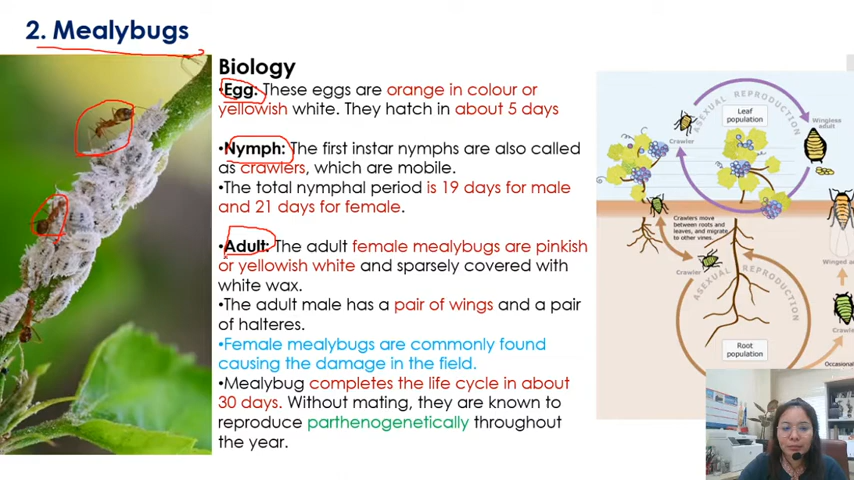 2. Mealybugs
Biology
•Egg: These eggs are orange in colour or
yellowish white. They hatch in about 5 days
•Nymph: The first instar nymphs are also called
as crawlers, which are mobile.
•The total nymphal period is 19 days for male
and 21 days for female.
•Adult: The adult female mealybugs are pinkish
or yellowish white and sparsely covered with
white wax.
•The adult male has a pair of wings and a pair
of halteres.
•Female mealybugs are commonly found
causing the damage in the field.
•Mealybug completes the life cycle in about
30 days. Without mating, they are known to
reproduce parthenogenetically throughout
the year.
ASEXUAL REPRODUCTION
Leaf
population
Wingless
adult
Crawler
Crawlers move
between roots
and leaves, and migrate
to other vines.
Crawler
ASEXUAL REPRODUCTION
Winged a
Crawle
Root
population
Occasional